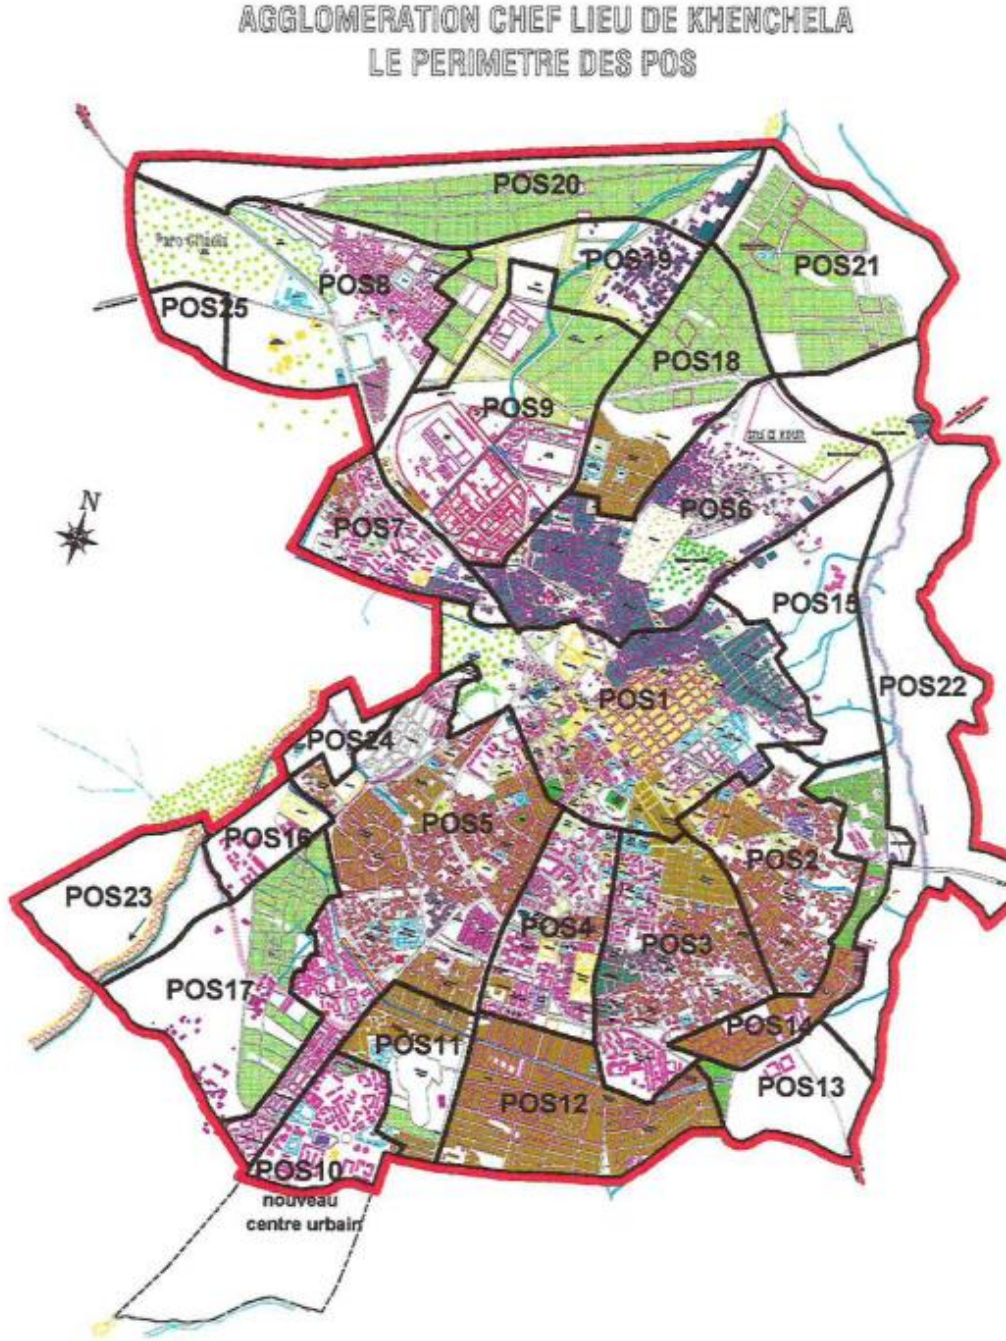 AGGLOMERATION CHEF LIEU DE KHENCHELA
LE PERIMETRE DES POS
POS20
POS19
POS21
POS8
POS25
POS18
POS9
POS6
POS7
N
POS15
POS22
POS1
POS24
POS5
POS16
POS2
POS23
POS4
POS3
POS17
POS14
POS11
POS13
POS12
POS10
nouveau
centre urbain